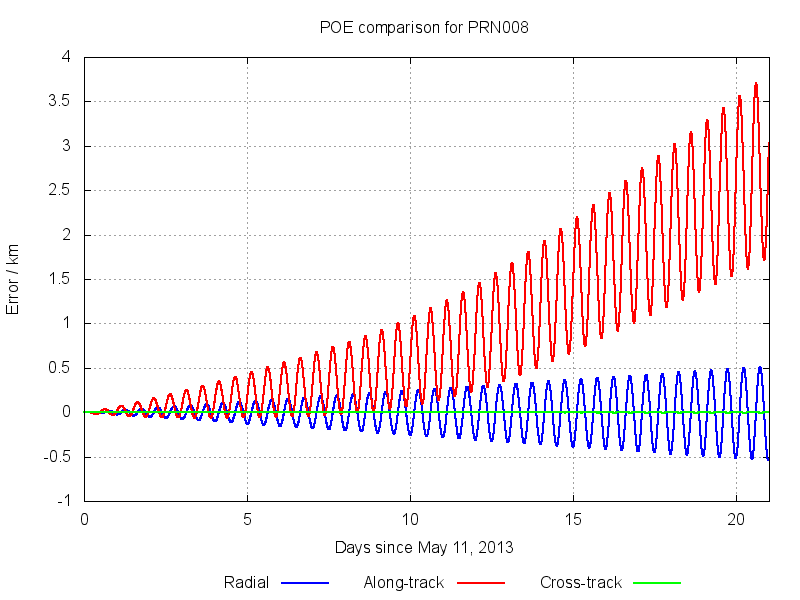 POE comparison for PRN008
4
3.5
3
2.5
2
1.5
1
0.5
0
-0.5
-1
Error / km
0 5 10 15 20
Days since May 11, 2013
Radial Along-track Cross-track